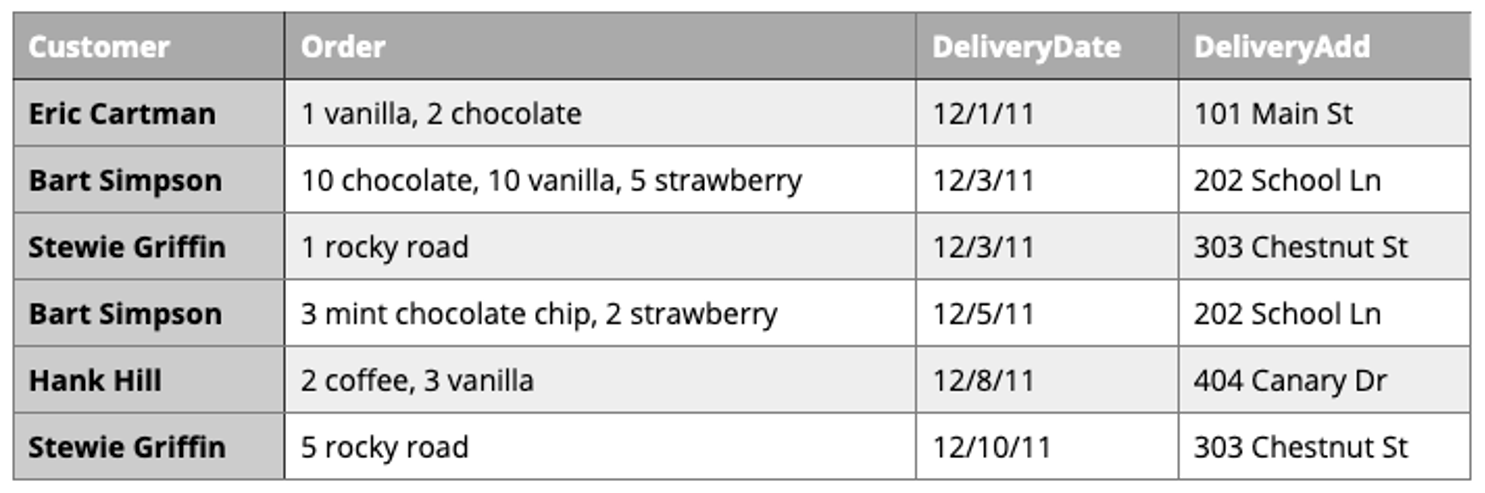 Customer Order DeliveryDate DeliveryAdd
Eric Cartman 1 vanilla, 2 chocolate 12/1/11 101 Main St
Bart Simpson 10 chocolate, 10 vanilla, 5 strawberry 12/3/11 202 School Ln
Stewie Griffin 1 rocky road 12/3/11 303 Chestnut St
Bart Simpson 3 mint chocolate chip, 2 strawberry 12/5/11 202 School Ln
Hank Hill 2 coffee, 3 vanilla 12/8/11 404 Canary Dr
Stewie Griffin 5 rocky road 12/10/11 303 Chestnut St